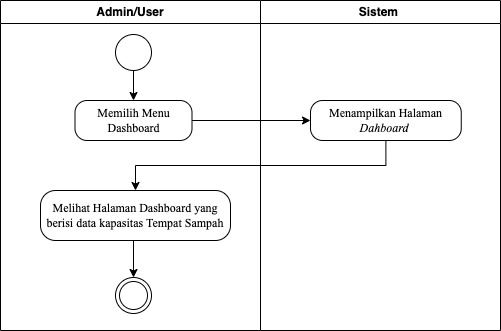 Admin/User
Sistem
Memilih Menu
Dashboard
Menampilkan Halaman
Dahboard
Melihat Halaman Dashboard yang
berisi data kapasitas Tempat Sampah